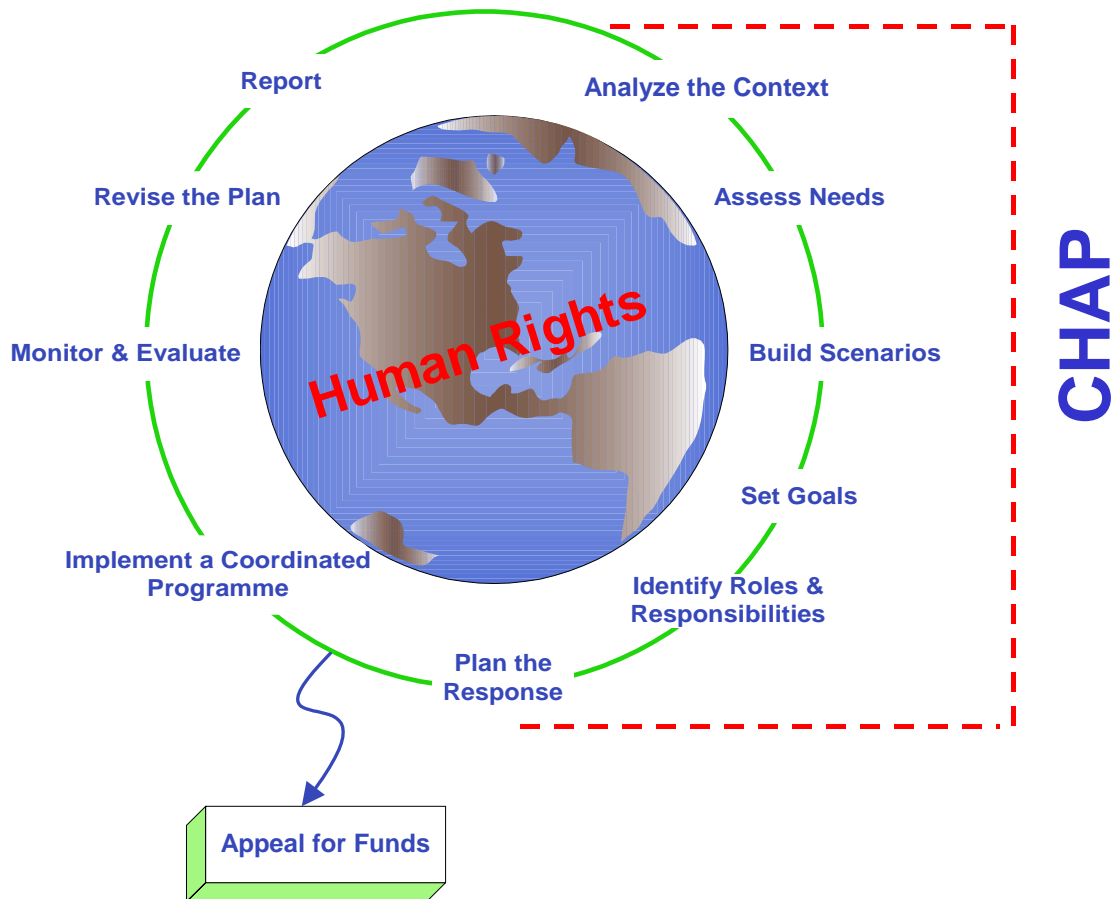 Report
Analyze the Context
Revise the Plan
Assess Needs
Human Rights
CHAP
Monitor & Evaluate
Build Scenarios
Set Goals
Implement a Coordinated
Programme
Identify Roles &
Responsibilities
Plan the
Response
Appeal for Funds